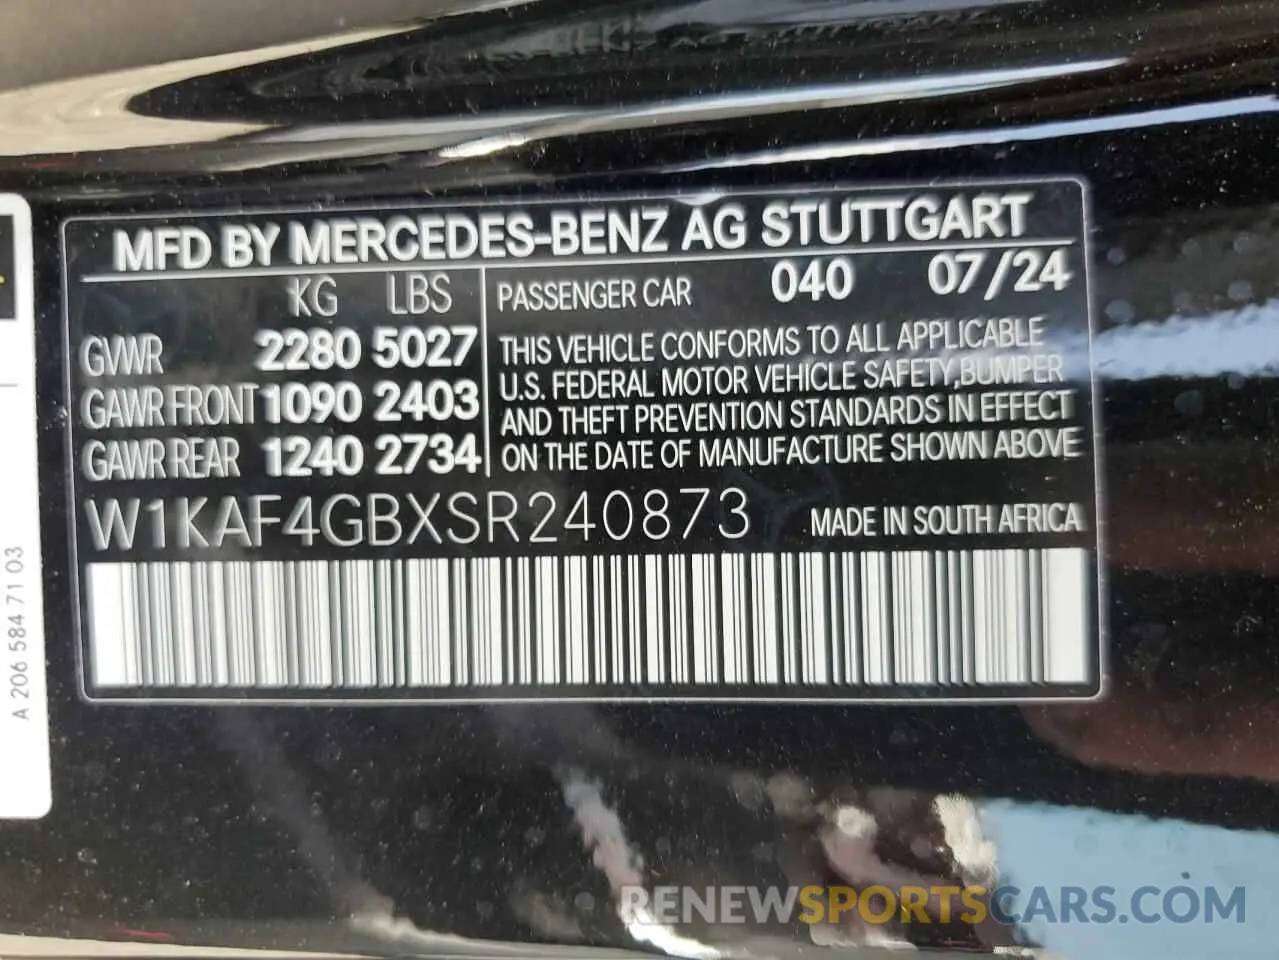 MFD BY MERCEDES-BENZ AG STUTTGART
KG LBS
GVWR 2280 5027
GAWR FRONT 1090 2403
GAWR REAR 1240 2734
PASSENGER CAR 040 07/24
THIS VEHICLE CONFORMS TO ALL APPLICABLE
U.S. FEDERAL MOTOR VEHICLE SAFETY,BUMPER
AND THEFT PREVENTION STANDARDS IN EFFECT
ON THE DATE OF MANUFACTURE SHOWN ABOVE
W1KAF4GBXSR240873 MADE IN SOUTH AFRICA
A 206 584 71 03
RENEWSPORTSCARS.COM